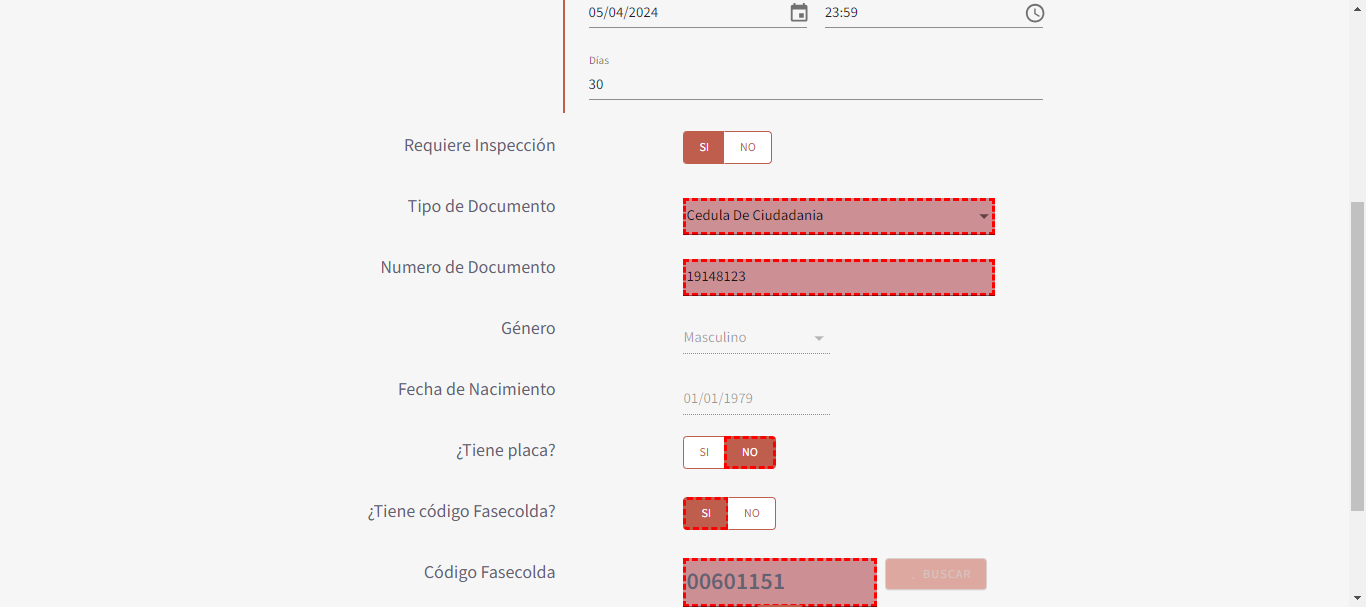 05/04/2024 23:59
Días
30
Requiere Inspección SI NO
Tipo de Documento Cedula De Ciudadania
Numero de Documento 19148123
Género Masculino
Fecha de Nacimiento 01/01/1979
¿Tiene placa? SI NO
¿Tiene código Fasecolda? SI NO
Código Fasecolda 00601151 BUSCAR